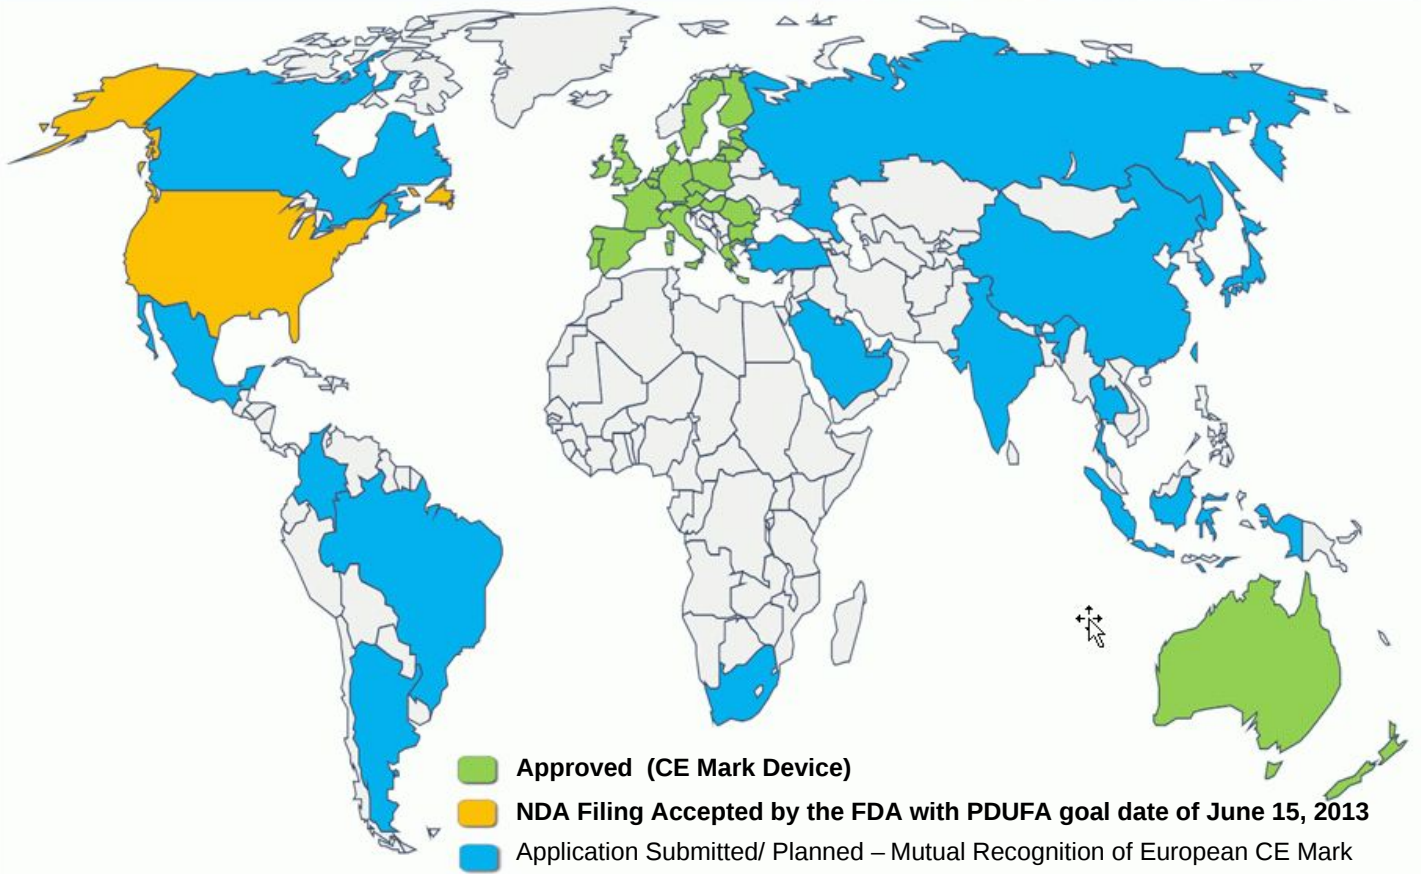 Approved (CE Mark Device)
NDA Filing Accepted by the FDA with PDUFA goal date of June 15, 2013
Application Submitted/ Planned – Mutual Recognition of European CE Mark